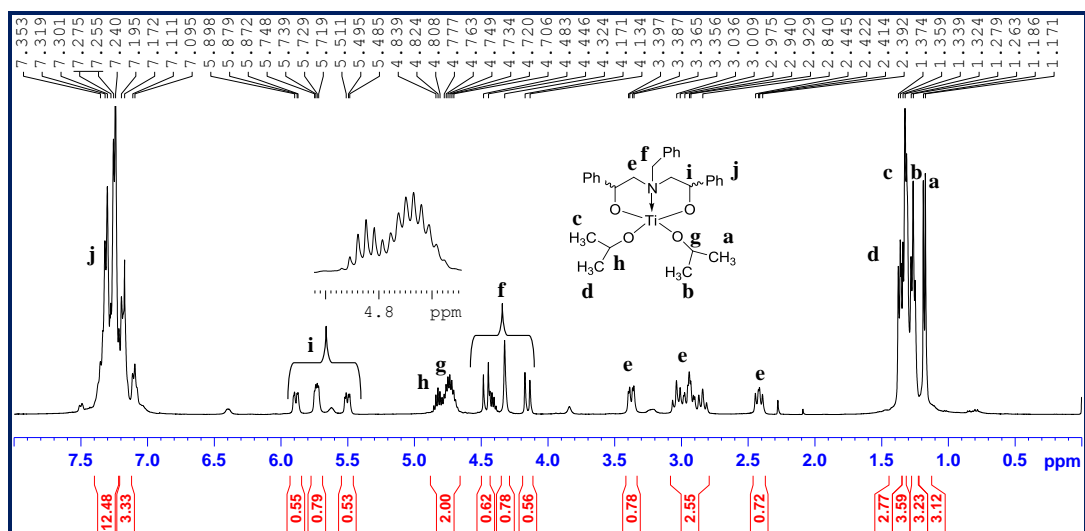 7.353 7.319 7.301 7.275 7.255 7.240 7.195 7.172 7.111 7.095 5.898 5.879 5.872 5.748 5.739 5.729 5.719 5.511 5.495 5.485 4.839 4.824 4.808 4.777 4.763 4.749 4.734 4.720 4.706 4.483 4.446 4.324 4.171 4.134 3.397 3.387 3.365 3.356 3.036 3.009 2.975 2.940 2.929 2.840 2.445 2.422 2.414 2.392 1.374 1.359 1.339 1.324 1.279 1.263 1.186 1.171
f Ph
e i
Ph N Ph j
O Ti O
c
H3C O O g a
CH3
H3C h H3C
d b
c b a
d
j
4.8 ppm
f
i
h g
e e e
7.5 7.0 6.5 6.0 5.5 5.0 4.5 4.0 3.5 3.0 2.5 2.0 1.5 1.0 0.5 ppm
12.48 3.33 0.55 0.79 0.53 2.00 0.62 0.78 0.56 0.78 2.55 0.72 2.77 3.59 3.23 3.12